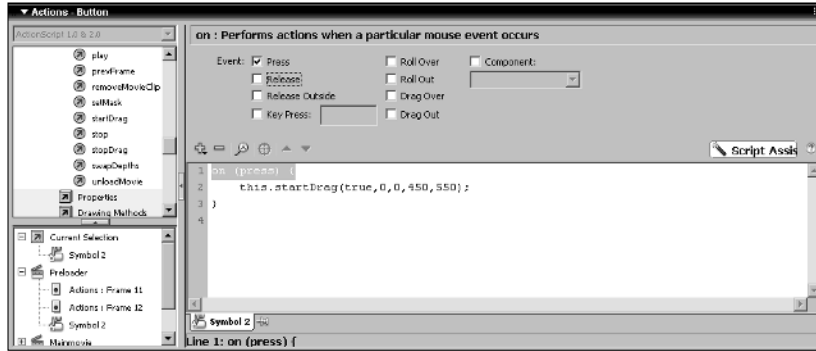 Actions - Button
ActionScript 1.0 & 2.0
play
prevFrame
removeMovieClip
setMask
startDrag
stop
stopDrag
swapDepths
unloadMovie
Properties
Drawing Methods
Current Selection
Symbol 2
Preloader
Actions : Frame 11
Actions : Frame 12
Symbol 2
Mainmovie
on : Performs actions when a particular mouse event occurs
Event: Press Roll Over Component:
Release Roll Out
Release Outside Drag Over
Key Press: Drag Out
Script Assis
1 on (press) {
2 this.startDrag(true,0,0,450,550);
3 }
4
Symbol 2
Line 1: on (press) {